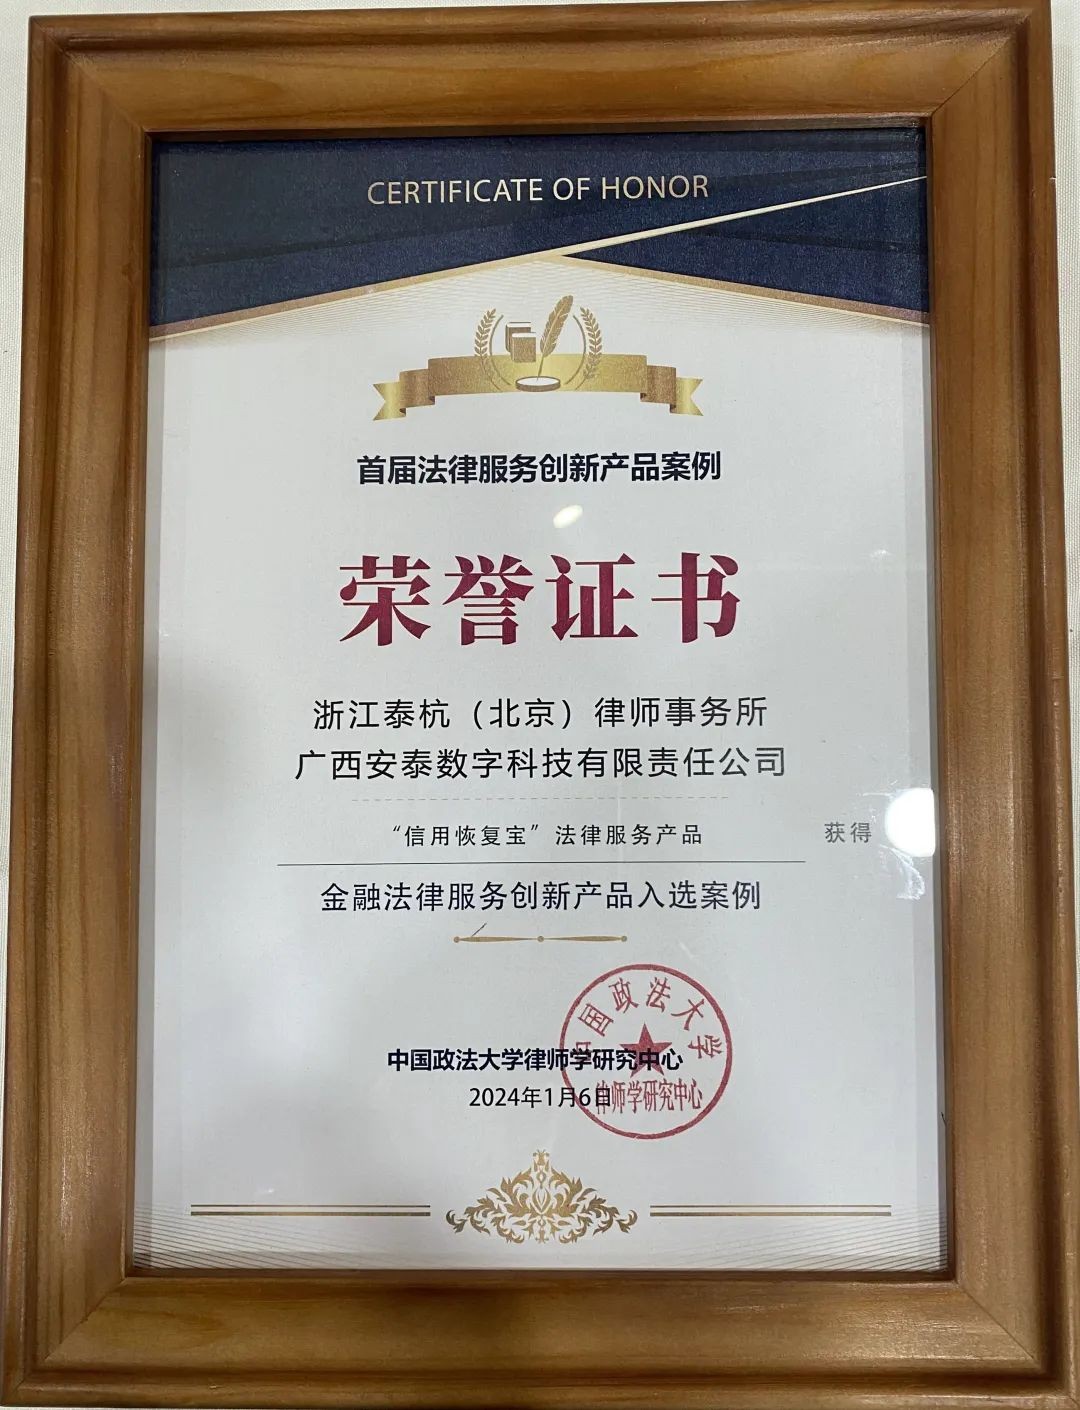 CERTIFICATE OF HONOR
首届法律服务创新产品案例
荣誉证书
浙江泰杭（北京）律师事务所
广西安泰数字科技有限责任公司
“信用恢复宝”法律服务产品 获得
金融法律服务创新产品入选案例
中国政法大学律师学研究中心
2024年1月6日
中国政法大学
律师学研究中心